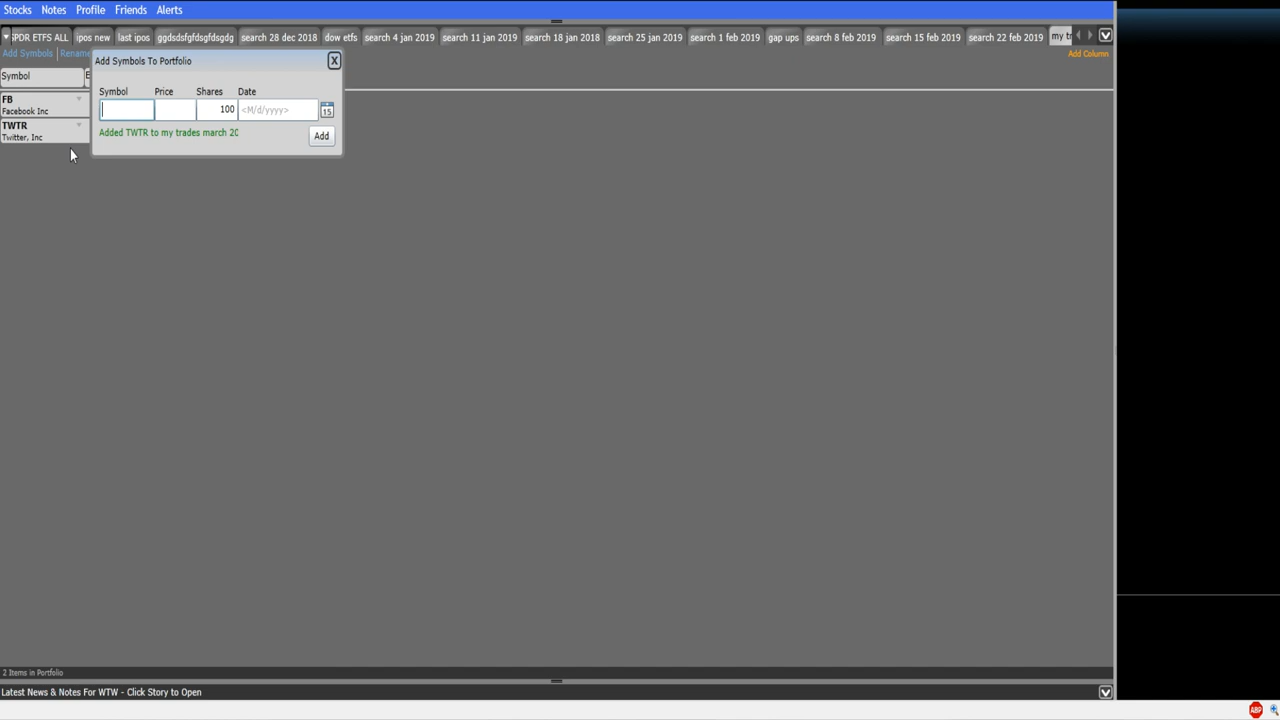 Stocks Notes Profile Friends Alerts
SPDR ETFS ALL ipos new last ipos ggdsdsfgfdsgfdsgdg search 28 dec 2018 dow etfs search 4 jan 2019 search 11 jan 2019 search 18 jan 2018 search 25 jan 2019 search 1 feb 2019 gap ups search 8 feb 2019 search 15 feb 2019 search 22 feb 2019 my tr
Add Symbols Rename
Add Column
Add Symbols To Portfolio X
Symbol
Symbol Price Shares Date
FB
Facebook Inc
100 <M/d/yyyy> 15
TWTR
Twitter, Inc
Added TWTR to my trades march 20
Add
2 Items in Portfolio
Latest News & Notes For WTW - Click Story to Open
ABP